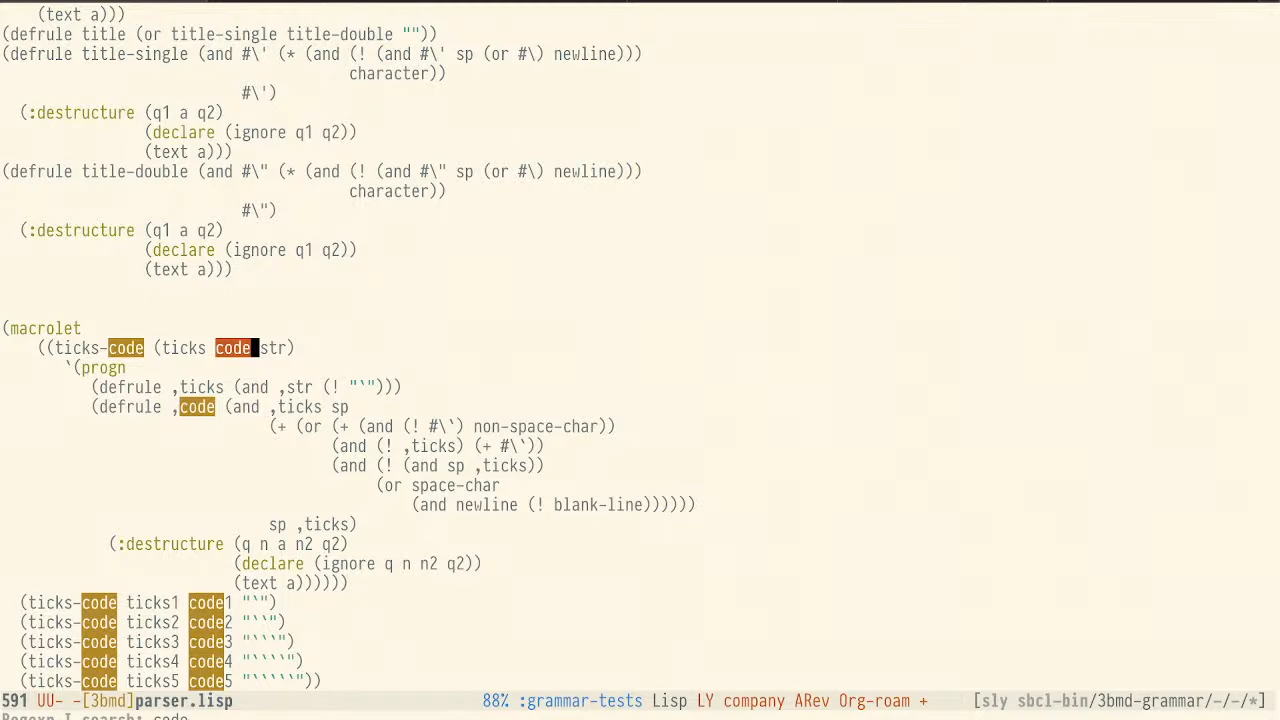 (text a)))
(defrule title (or title-single title-double ""))
(defrule title-single (and #\' (* (and (! (and #\' sp (or #\) newline)))
                                       character))
                           #\')
  (:destructure (q1 a q2)
                (declare (ignore q1 q2))
                (text a)))
(defrule title-double (and #\" (* (and (! (and #\" sp (or #\) newline)))
                                       character))
                           #\")
  (:destructure (q1 a q2)
                (declare (ignore q1 q2))
                (text a)))
(macrolet
    ((ticks-code (ticks code str)
       `(progn
          (defrule ,ticks (and ,str (! "`")))
          (defrule ,code (and ,ticks sp
                              (+ (or (+ (and (! #\`) non-space-char))
                                     (and (! ,ticks) (+ #\`))
                                     (and (! (and sp ,ticks))
                                          (or space-char
                                              (and newline (! blank-line))))))
                              sp ,ticks)
            (:destructure (q n a n2 q2)
                          (declare (ignore q n n2 q2))
                          (text a))))))
  (ticks-code ticks1 code1 "`")
  (ticks-code ticks2 code2 "``")
  (ticks-code ticks3 code3 "```")
  (ticks-code ticks4 code4 "````")
  (ticks-code ticks5 code5 "`````"))
591 UU- -[3bmd]parser.lisp 88% :grammar-tests Lisp LY company ARev Org-roam + [sly sbcl-bin/3bmd-grammar/-/-/*]
Regexp I-search: code